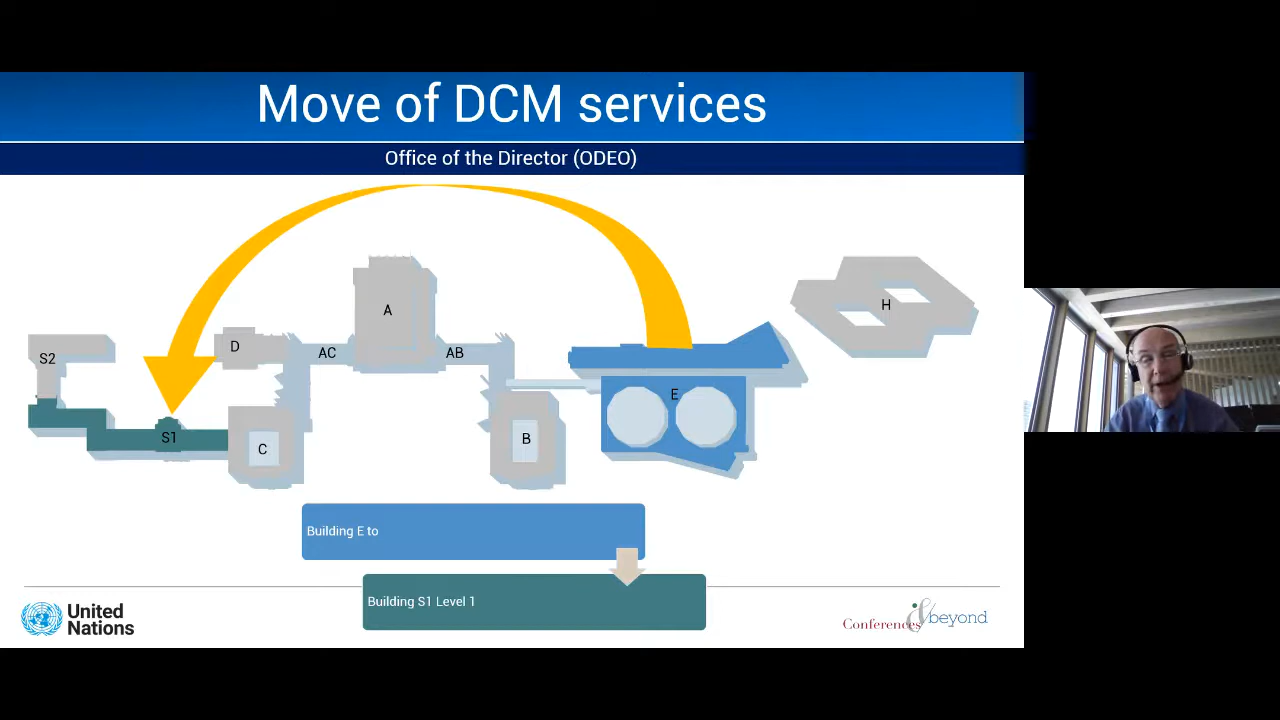 Move of DCM services
Office of the Director (ODEO)
A
H
D
AC
AB
S2
E
S1
B
C
Building E to
Building S1 Level 1
United
Nations
Conferences & beyond